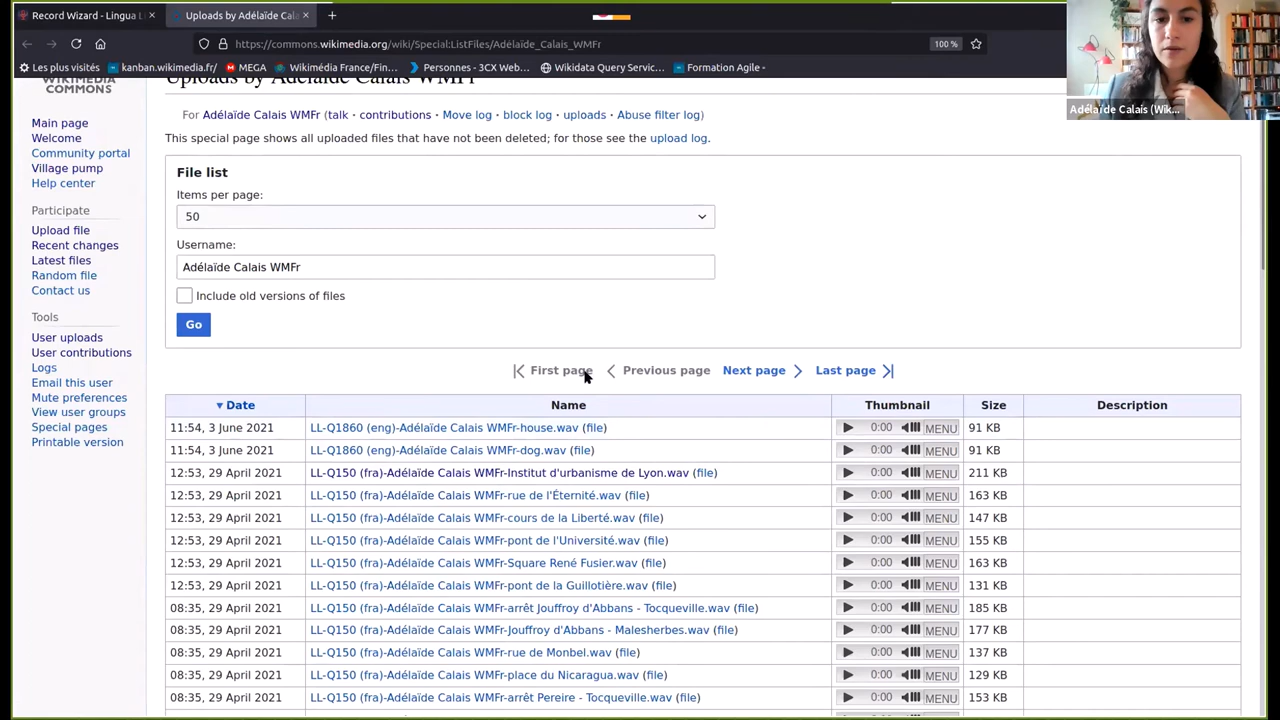 Record Wizard - Lingua L
Uploads by Adélaïde Cala
https://commons.wikimedia.org/wiki/Special:ListFiles/Adélaïde_Calais_WMFr
100 %
Les plus visités
kanban.wikimedia.fr/
MEGA
Wikimédia France/Fin...
Personnes - 3CX Web...
Wikidata Query Servic...
Formation Agile -
Adélaïde Calais (Wik...
WIKIMEDIA
COMMONS
Main page
Welcome
Community portal
Village pump
Help center
Participate
Upload file
Recent changes
Latest files
Random file
Contact us
Tools
User uploads
User contributions
Logs
Email this user
Mute preferences
View user groups
Special pages
Printable version
Uploads by Adélaïde Calais WMFr
For Adélaïde Calais WMFr (talk · contributions · Move log · block log · uploads · Abuse filter log)
This special page shows all uploaded files that have not been deleted; for those see the upload log.
File list
Items per page:
50
Username:
Adélaïde Calais WMFr
Include old versions of files
Go
First page Previous page Next page Last page
Date Name Thumbnail Size Description
11:54, 3 June 2021 LL-Q1860 (eng)-Adélaïde Calais WMFr-house.wav (file) 0:00 MENU 91 KB
11:54, 3 June 2021 LL-Q1860 (eng)-Adélaïde Calais WMFr-dog.wav (file) 0:00 MENU 91 KB
12:53, 29 April 2021 LL-Q150 (fra)-Adélaïde Calais WMFr-Institut d'urbanisme de Lyon.wav (file) 0:00 MENU 211 KB
12:53, 29 April 2021 LL-Q150 (fra)-Adélaïde Calais WMFr-rue de l'Éternité.wav (file) 0:00 MENU 163 KB
12:53, 29 April 2021 LL-Q150 (fra)-Adélaïde Calais WMFr-cours de la Liberté.wav (file) 0:00 MENU 147 KB
12:53, 29 April 2021 LL-Q150 (fra)-Adélaïde Calais WMFr-pont de l'Université.wav (file) 0:00 MENU 155 KB
12:53, 29 April 2021 LL-Q150 (fra)-Adélaïde Calais WMFr-Square René Fusier.wav (file) 0:00 MENU 163 KB
12:53, 29 April 2021 LL-Q150 (fra)-Adélaïde Calais WMFr-pont de la Guillotière.wav (file) 0:00 MENU 131 KB
08:35, 29 April 2021 LL-Q150 (fra)-Adélaïde Calais WMFr-arrêt Jouffroy d'Abbans - Tocqueville.wav (file) 0:00 MENU 185 KB
08:35, 29 April 2021 LL-Q150 (fra)-Adélaïde Calais WMFr-Jouffroy d'Abbans - Malesherbes.wav (file) 0:00 MENU 177 KB
08:35, 29 April 2021 LL-Q150 (fra)-Adélaïde Calais WMFr-rue de Monbel.wav (file) 0:00 MENU 137 KB
08:35, 29 April 2021 LL-Q150 (fra)-Adélaïde Calais WMFr-place du Nicaragua.wav (file) 0:00 MENU 129 KB
08:35, 29 April 2021 LL-Q150 (fra)-Adélaïde Calais WMFr-arrêt Pereire - Tocqueville.wav (file) 0:00 MENU 153 KB